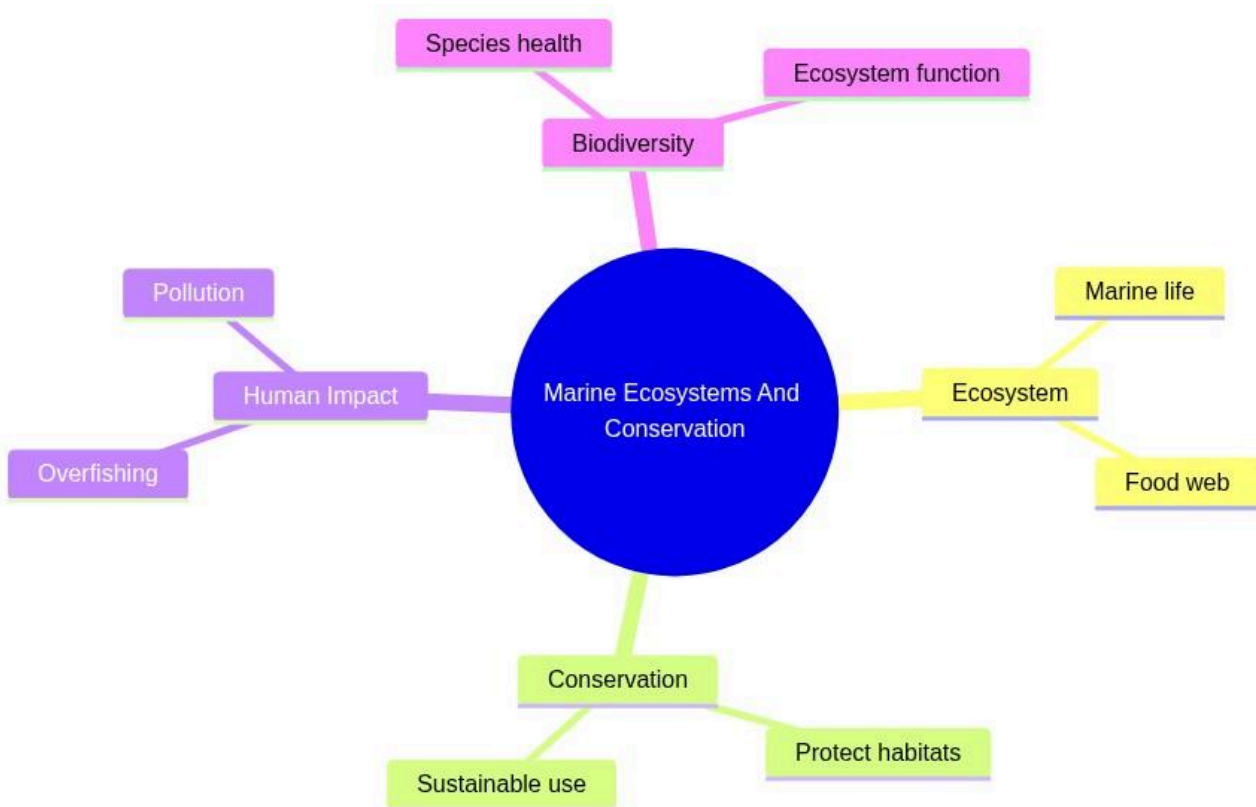 Species health
Ecosystem function
Biodiversity
Pollution
Marine life
Human Impact
Marine Ecosystems And
Conservation
Ecosystem
Overfishing
Food web
Conservation
Protect habitats
Sustainable use